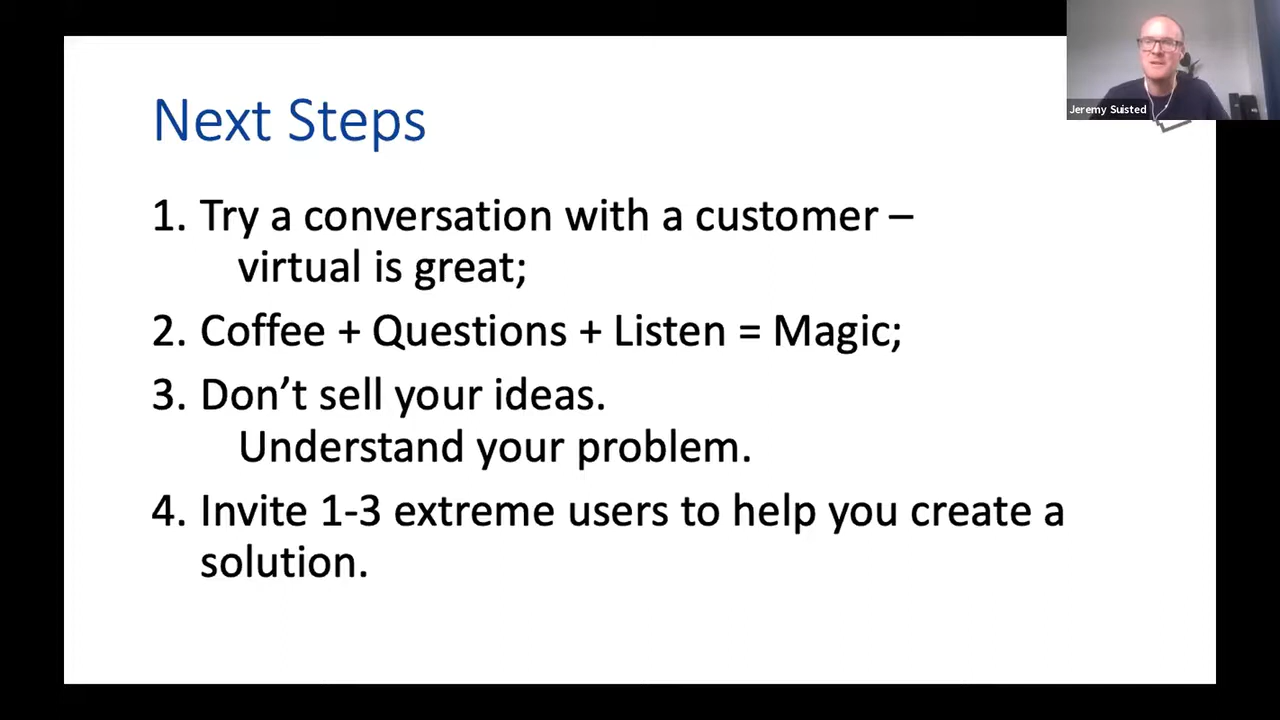 Next Steps
Jeremy Suisted
1. Try a conversation with a customer –
virtual is great;
2. Coffee + Questions + Listen = Magic;
3. Don’t sell your ideas.
Understand your problem.
4. Invite 1-3 extreme users to help you create a
solution.